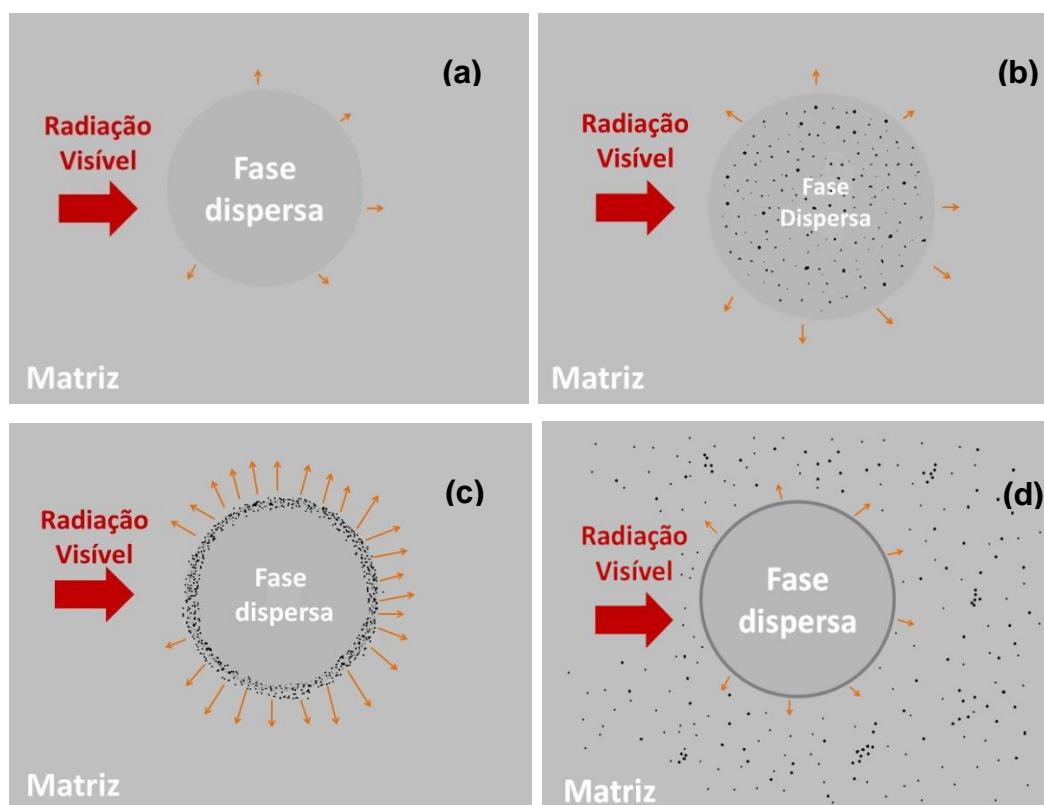 (a)
Radiação
Visível
Fase
dispersa
Matriz
(b)
Radiação
Visível
Fase
Dispersa
Matriz
(c)
Radiação
Visível
Fase
dispersa
Matriz
(d)
Radiação
Visível
Fase
dispersa
Matriz